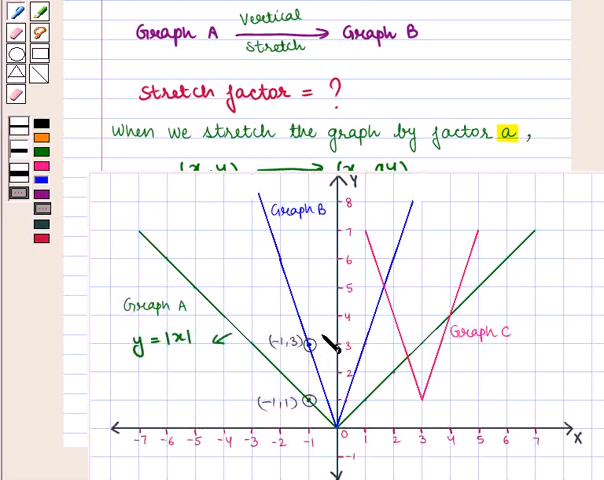 Graph A Vertical Stretch Graph B
Stretch factor = ?
When we stretch the graph by factor a,
(x, y) (x, ay)
Y
8
Graph B
7
6
5
Graph A
4
Graph C
y = |x|
(-1,3)
3
2
(-1,1)
-7 -6 -5 -4 -3 -2 -1 0 1 2 3 4 5 6 7 X
-1